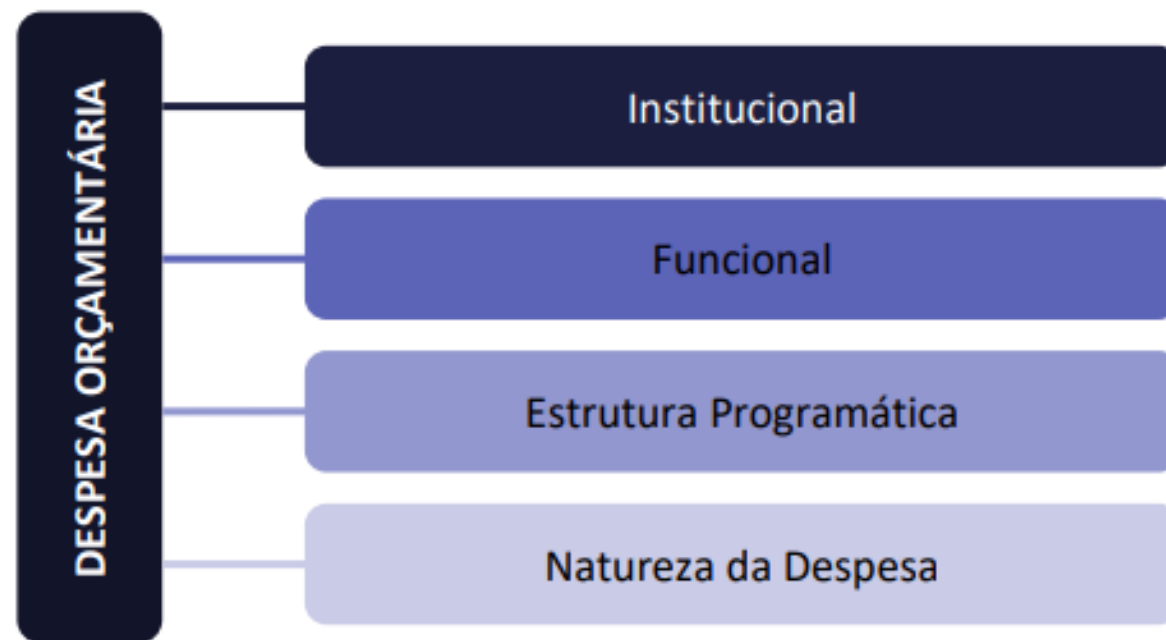 DESPESA ORÇAMENTÁRIA
Institucional
Funcional
Estrutura Programática
Natureza da Despesa